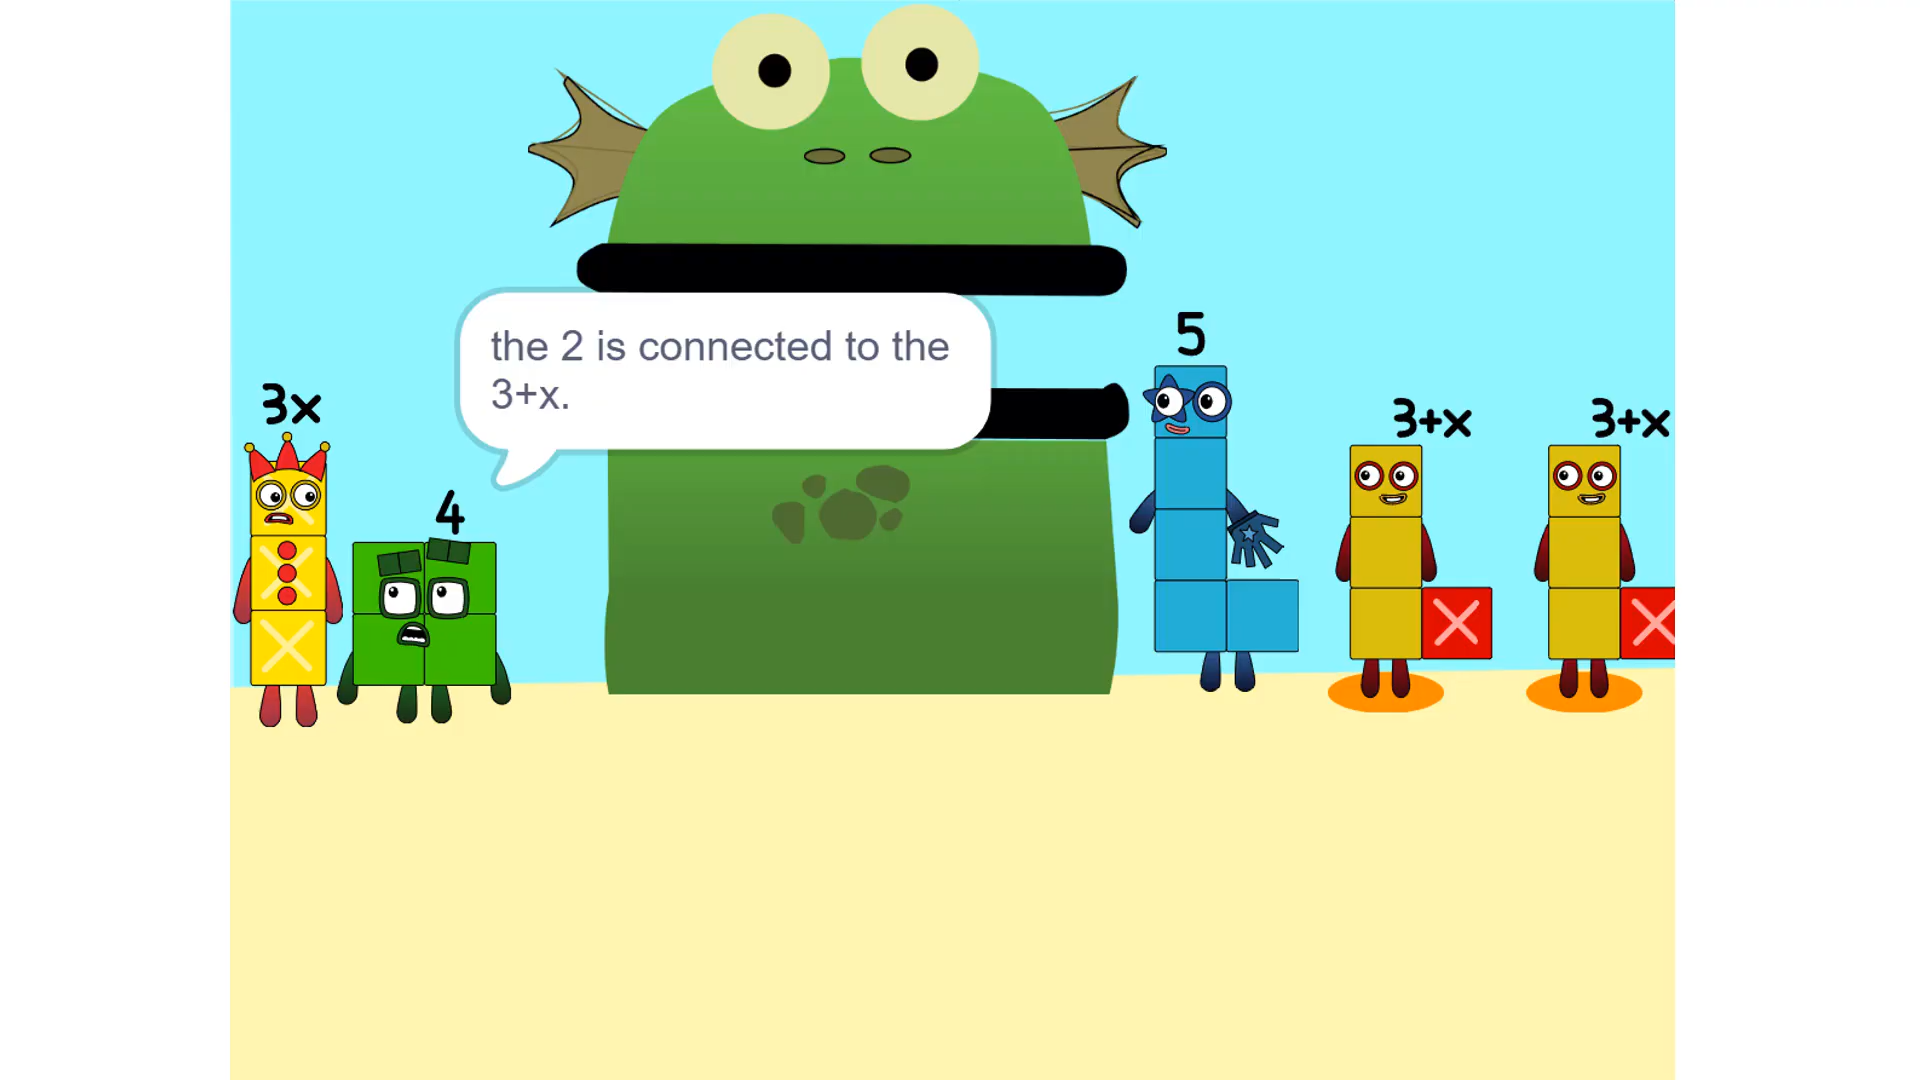 the 2 is connected to the
3+x.
3x
4
5
3+x
3+x